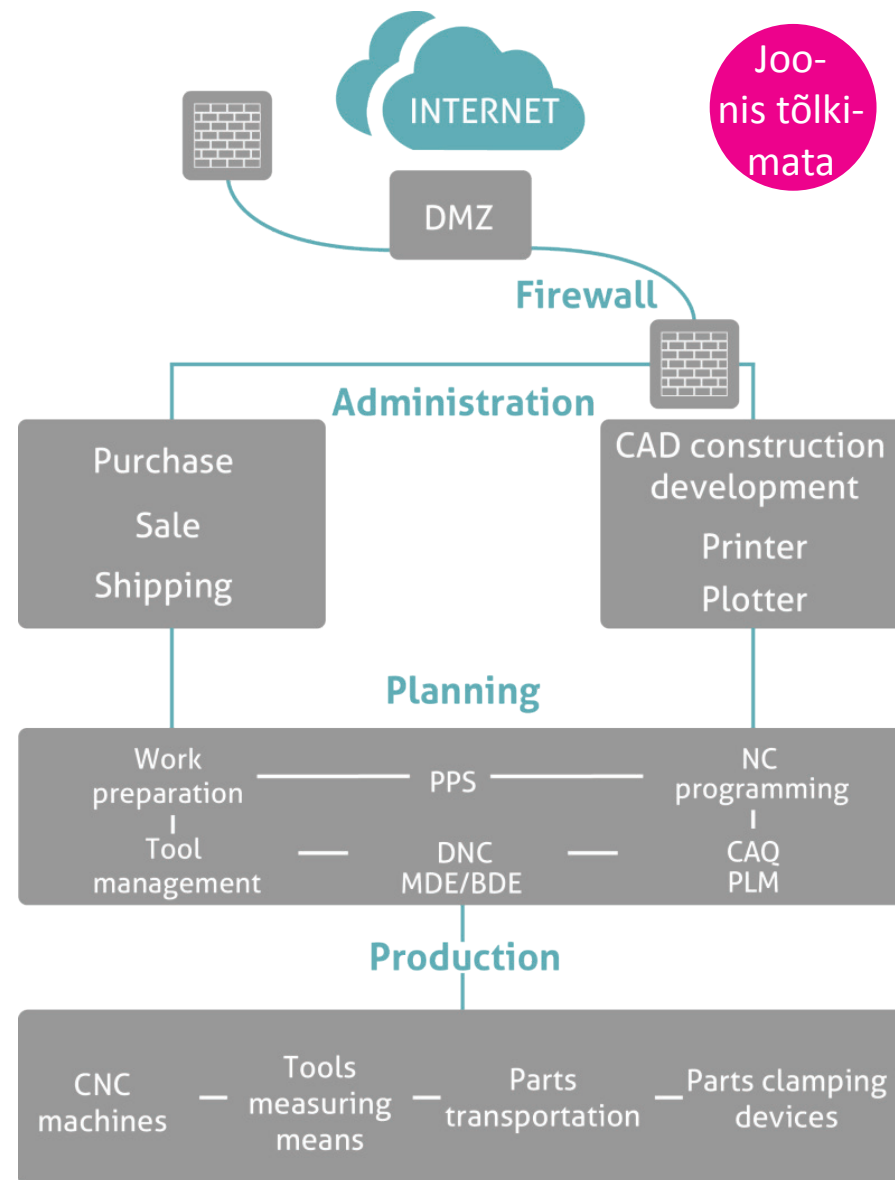 INTERNET
Joo-
nis tõlki-
mata
DMZ
Firewall
Administration
Purchase
Sale
Shipping
CAD construction
development
Printer
Plotter
Planning
Work
preparation
PPS
NC
programming
Tool
management
DNC
MDE/BDE
CAQ
PLM
Production
CNC
machines
Tools
measuring
means
Parts
transportation
Parts clamping
devices